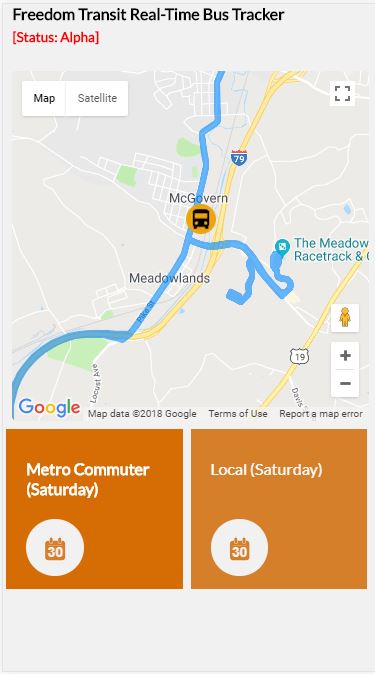 Freedom Transit Real-Time Bus Tracker
[Status: Alpha]
Map
Satellite
79
McGovern
The Meadow
Racetrack &
Meadowlands
Pike St
19
Locust Ave
Davis
Google
Map data ©2018 Google
Terms of Use
Report a map error
Metro Commuter
(Saturday)
30
Local (Saturday)
30